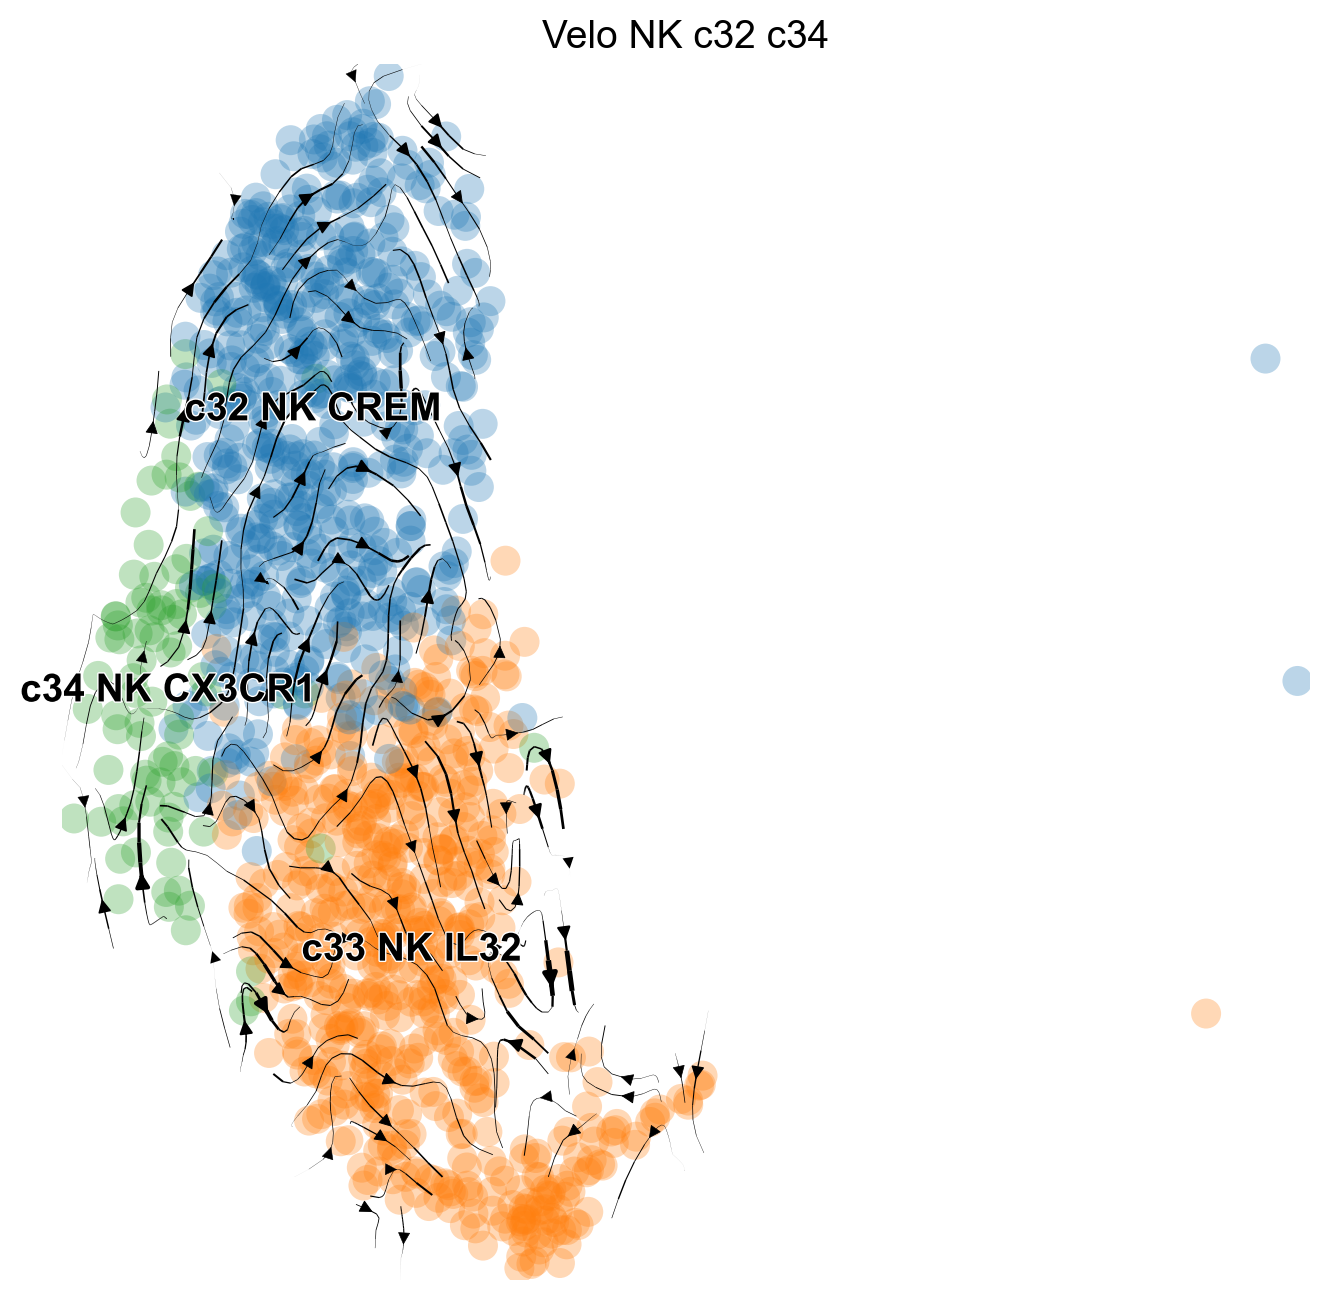 Velo NK c32 c34
c32 NK CREM
c34 NK CX3CR1
c33 NK IL32